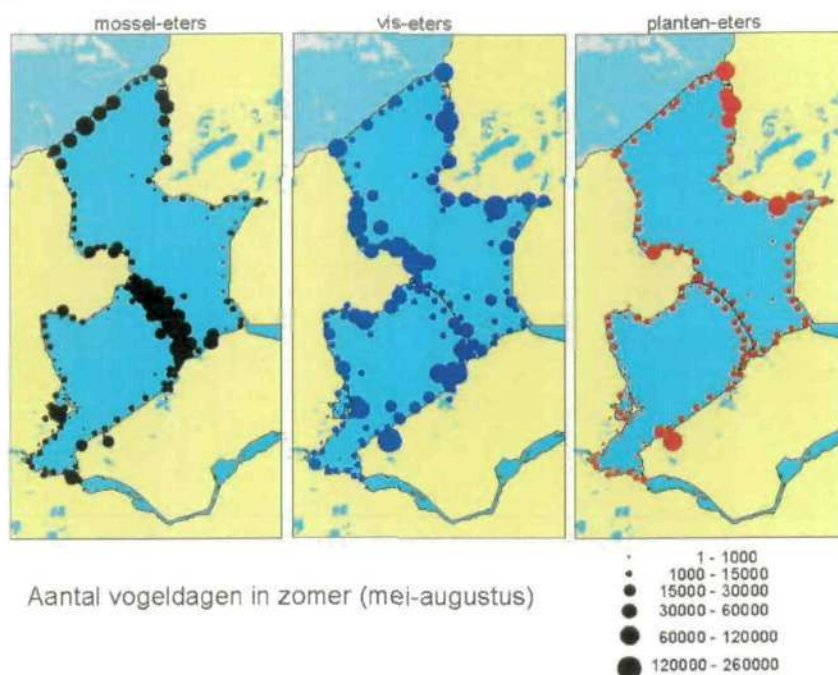 mossel-eters
vis-eters
planten-eters
1 - 1000
1000 - 15000
15000 - 30000
30000 - 60000
60000 - 120000
120000 - 260000
Aantal vogeldagen in zomer (mei-augustus)